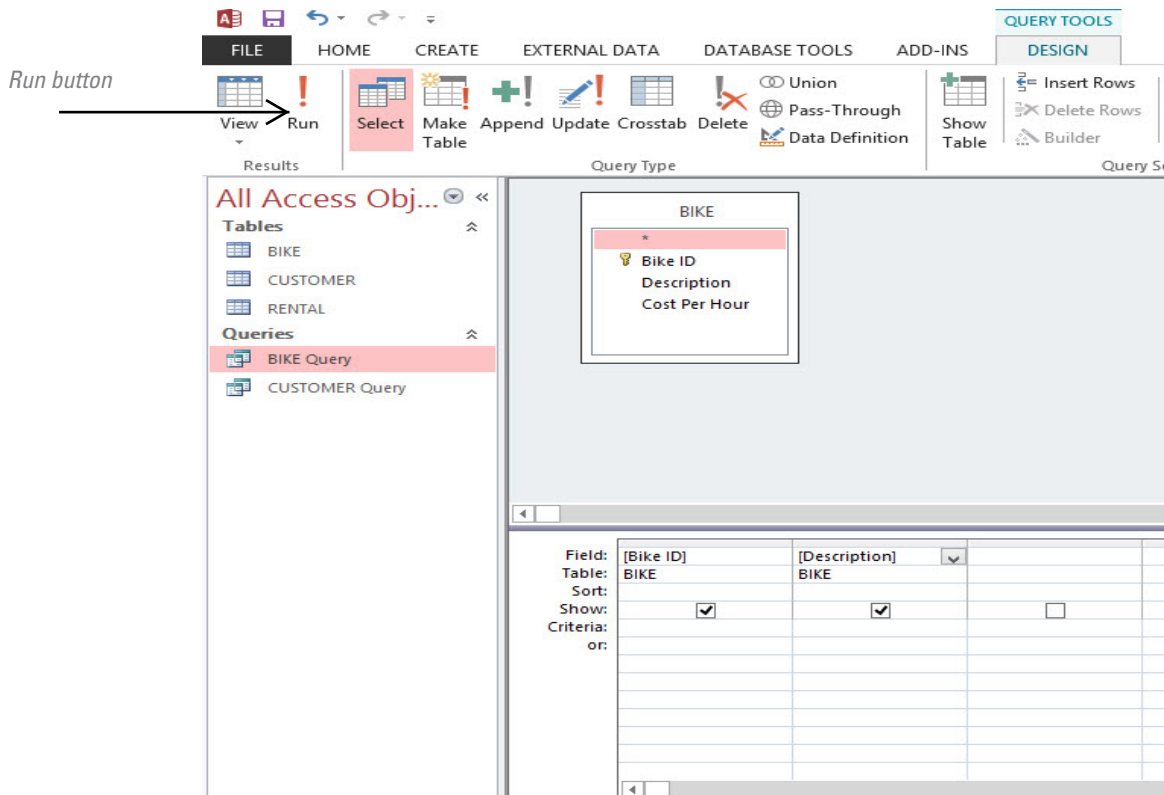 QUERY TOOLS
FILE HOME CREATE EXTERNAL DATA DATABASE TOOLS ADD-INS DESIGN
Run button
View Run Select Make Table Append Update Crosstab Delete
Union
Pass-Through
Data Definition
Show Table
Insert Rows
Delete Rows
Builder
Results Query Type Query S
All Access Obj...
Tables
BIKE
CUSTOMER
RENTAL
Queries
BIKE Query
CUSTOMER Query
BIKE
*
Bike ID
Description
Cost Per Hour
Field: [Bike ID] [Description]
Table: BIKE BIKE
Sort:
Show:
Criteria:
or: